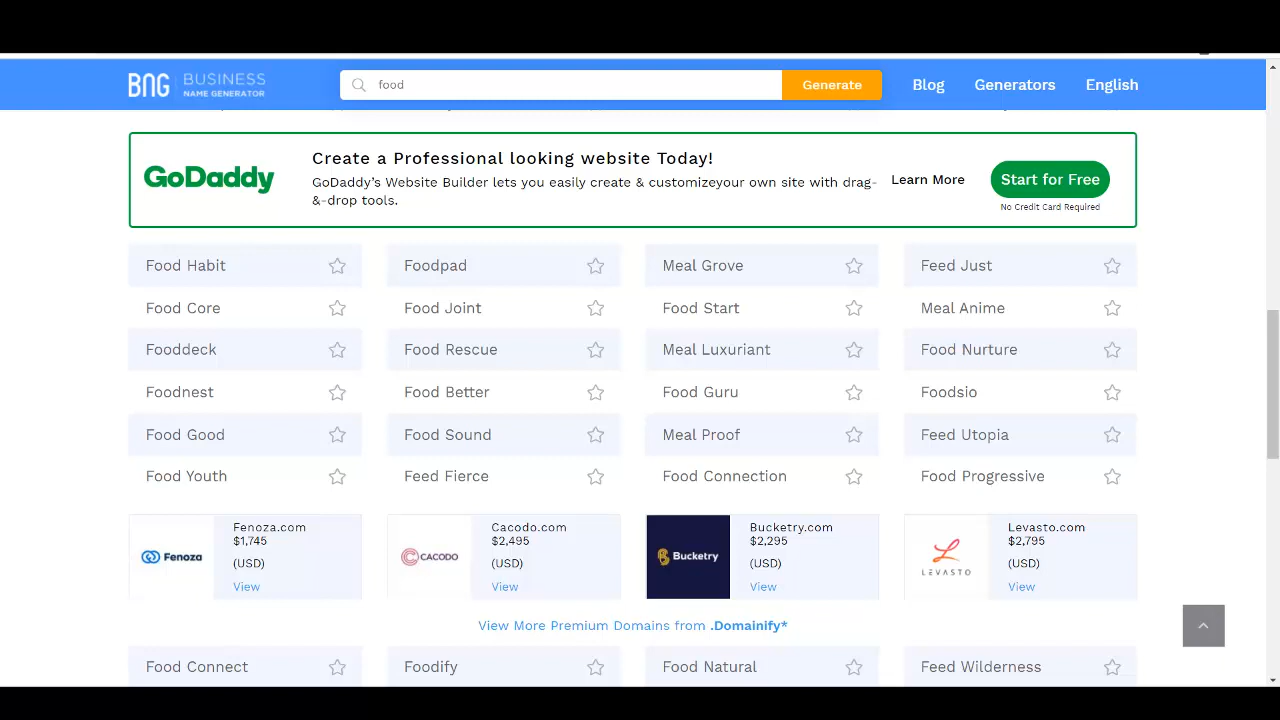 BNG BUSINESS
NAME GENERATOR
food
Generate
Blog
Generators
English
GoDaddy
Create a Professional looking website Today!
GoDaddy's Website Builder lets you easily create & customizeyour own site with drag-
&-drop tools.
Learn More
Start for Free
No Credit Card Required
Food Habit
Foodpad
Meal Grove
Feed Just
Food Core
Food Joint
Food Start
Meal Anime
Fooddeck
Food Rescue
Meal Luxuriant
Food Nurture
Foodnest
Food Better
Food Guru
Foodsio
Food Good
Food Sound
Meal Proof
Feed Utopia
Food Youth
Feed Fierce
Food Connection
Food Progressive
Fenoza
Fenoza.com
$1,745
(USD)
View
CACODO
Cacodo.com
$2,495
(USD)
View
Bucketry
Bucketry.com
$2,295
(USD)
View
LEVASTO
Levasto.com
$2,795
(USD)
View
View More Premium Domains from .Domainify*
Food Connect
Foodify
Food Natural
Feed Wilderness